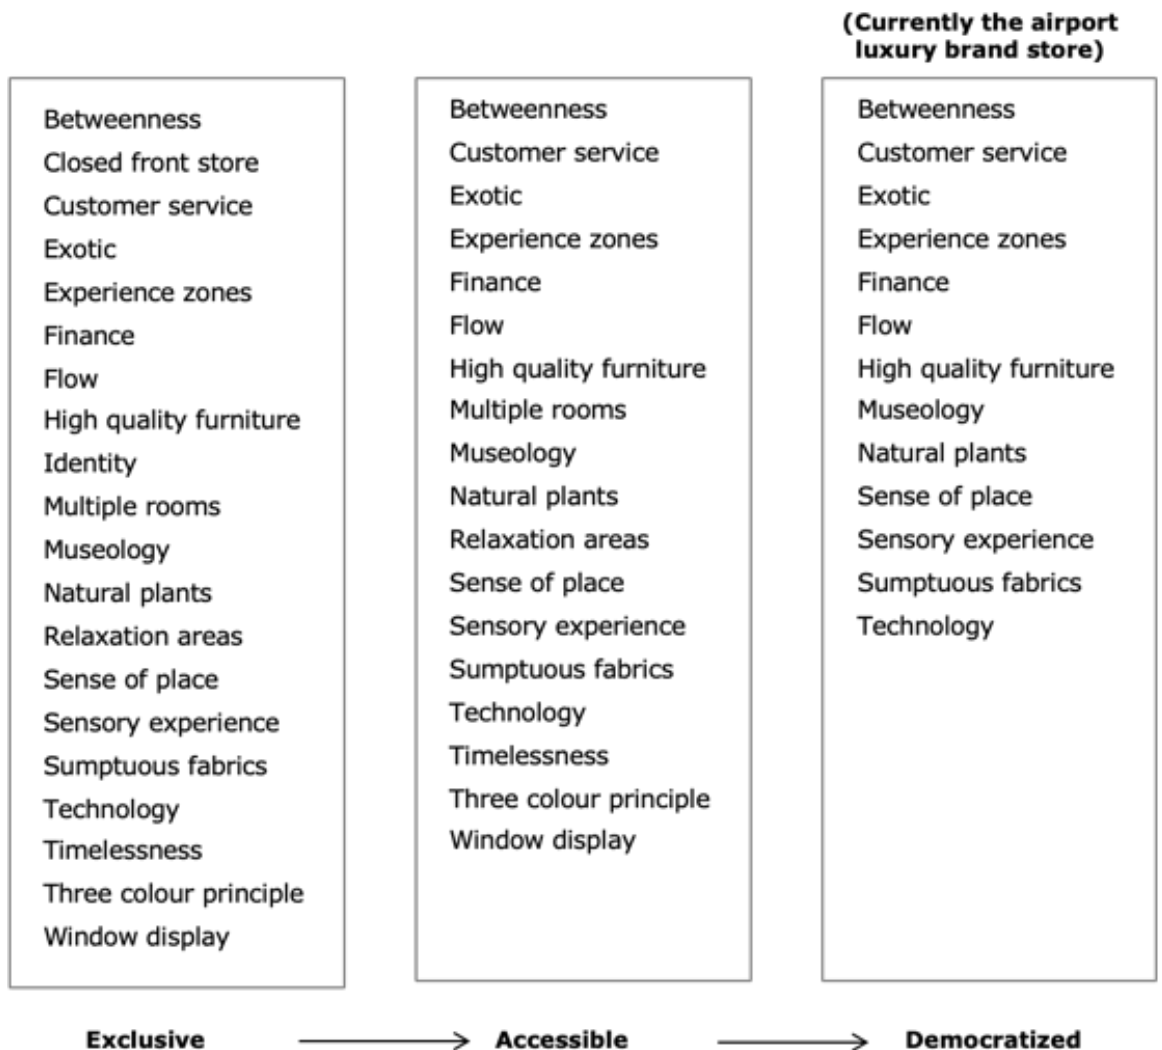 (Currently the airport
luxury brand store)
Betweenness
Closed front store
Customer service
Exotic
Experience zones
Finance
Flow
High quality furniture
Identity
Multiple rooms
Museology
Natural plants
Relaxation areas
Sense of place
Sensory experience
Sumptuous fabrics
Technology
Timelessness
Three colour principle
Window display
Betweenness
Customer service
Exotic
Experience zones
Finance
Flow
High quality furniture
Multiple rooms
Museology
Natural plants
Relaxation areas
Sense of place
Sensory experience
Sumptuous fabrics
Technology
Timelessness
Three colour principle
Window display
Betweenness
Customer service
Exotic
Experience zones
Finance
Flow
High quality furniture
Museology
Natural plants
Sense of place
Sensory experience
Sumptuous fabrics
Technology
Exclusive
Accessible
Democratized